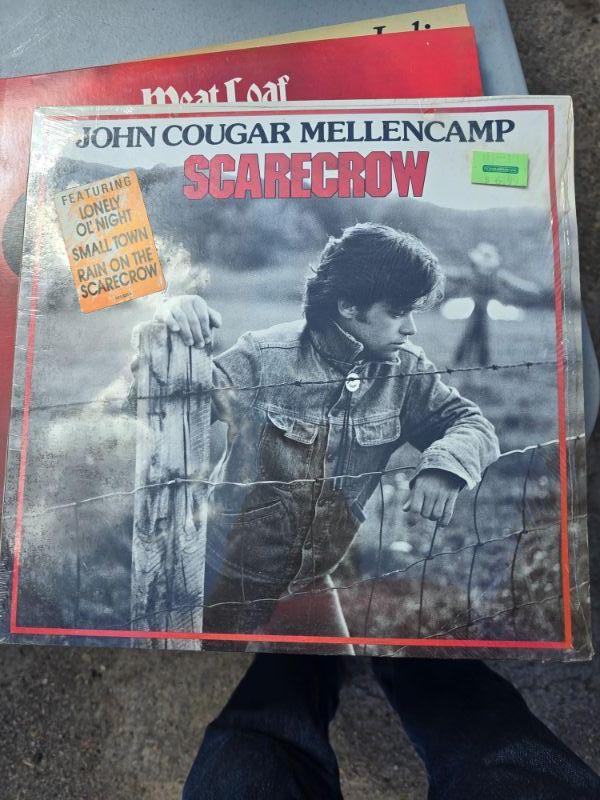 Meat Loaf
JOHN COUGAR MELLENCAMP
SCARECROW
FEATURING
LONELY
OL' NIGHT
SMALL TOWN
RAIN ON THE
SCARECROW